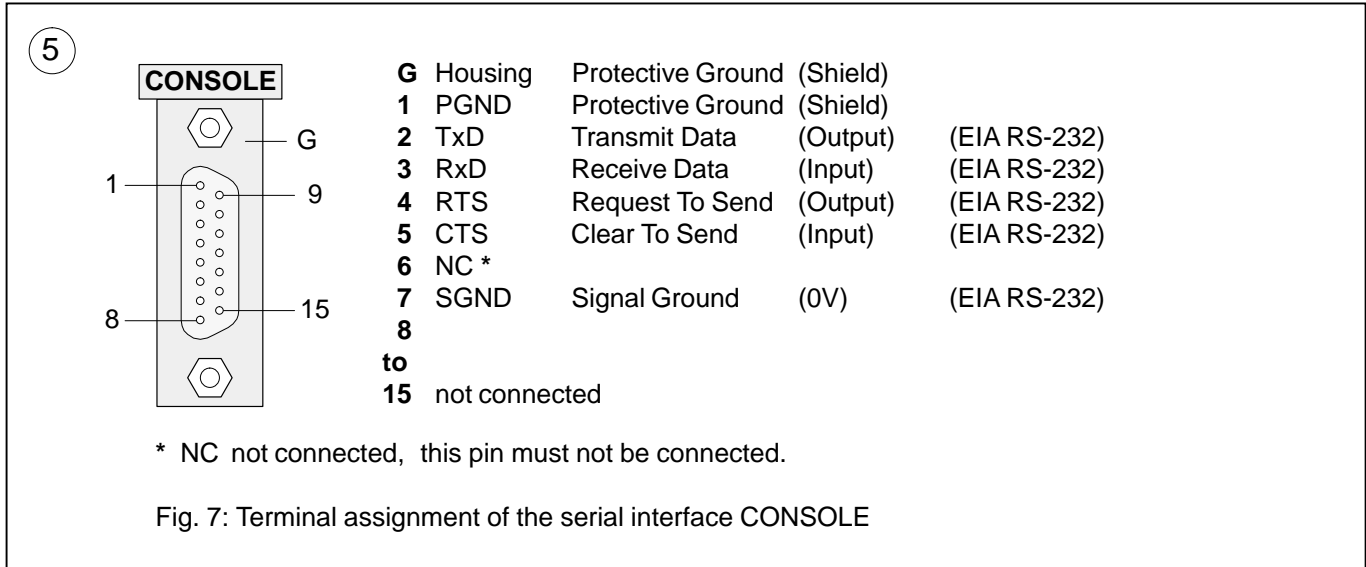 5
CONSOLE
G
1
9
8
15
G Housing Protective Ground (Shield)
1 PGND Protective Ground (Shield)
2 TxD Transmit Data (Output) (EIA RS-232)
3 RxD Receive Data (Input) (EIA RS-232)
4 RTS Request To Send (Output) (EIA RS-232)
5 CTS Clear To Send (Input) (EIA RS-232)
6 NC *
7 SGND Signal Ground (0V) (EIA RS-232)
8
to
15 not connected
* NC not connected, this pin must not be connected.
Fig. 7: Terminal assignment of the serial interface CONSOLE